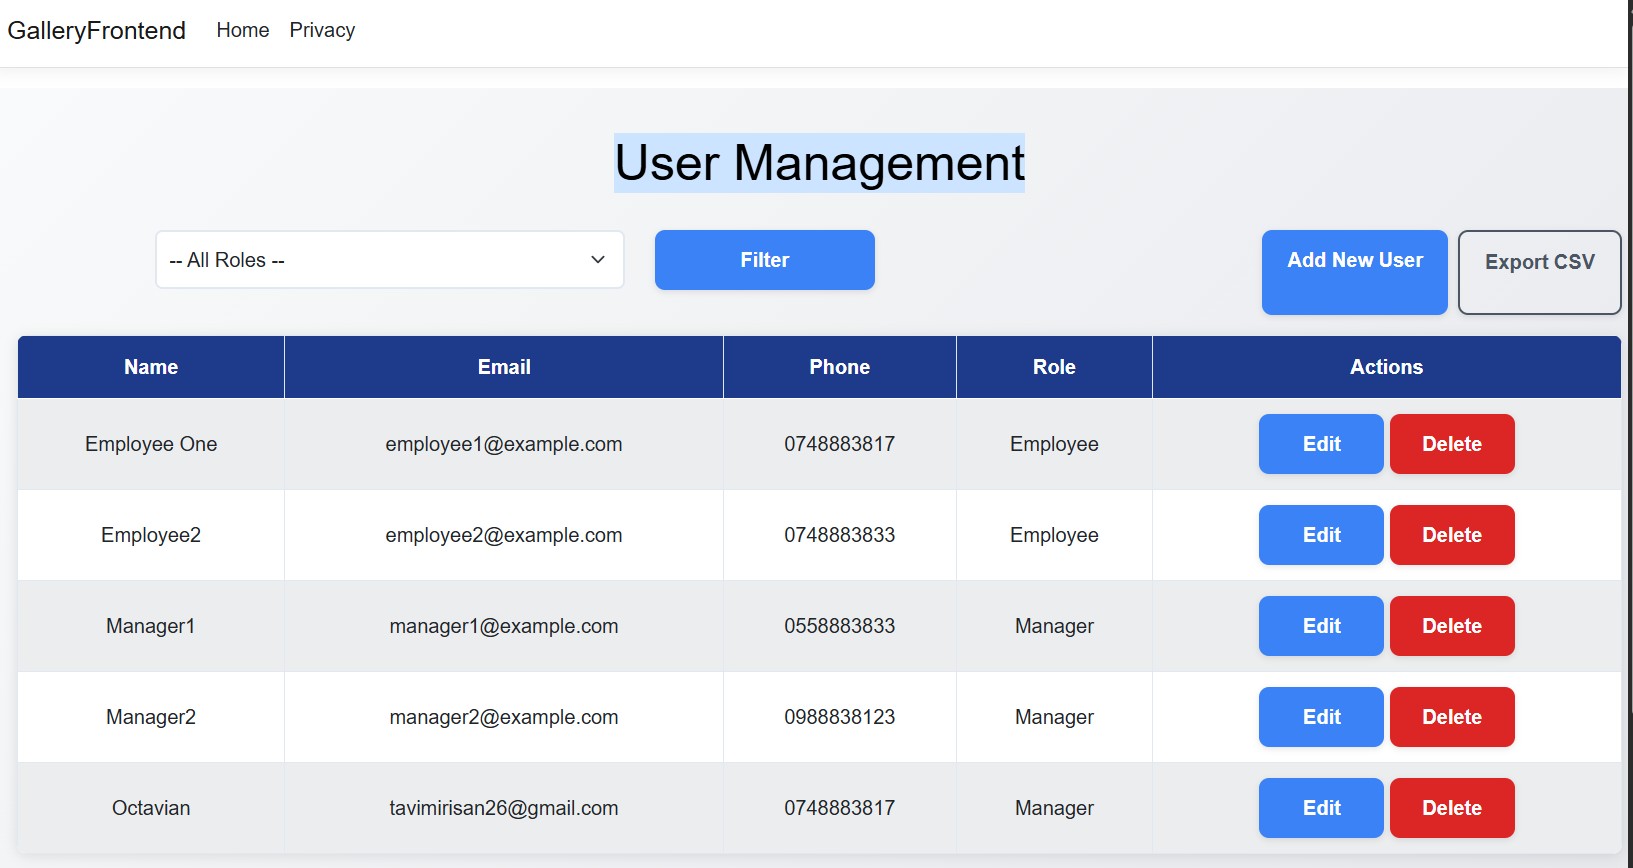 GalleryFrontend Home Privacy
User Management
-- All Roles -- Filter Add New User Export CSV
Name Email Phone Role Actions
Employee One employee1@example.com 0748883817 Employee Edit Delete
Employee2 employee2@example.com 0748883833 Employee Edit Delete
Manager1 manager1@example.com 0558883833 Manager Edit Delete
Manager2 manager2@example.com 0988838123 Manager Edit Delete
Octavian tavimirisan26@gmail.com 0748883817 Manager Edit Delete